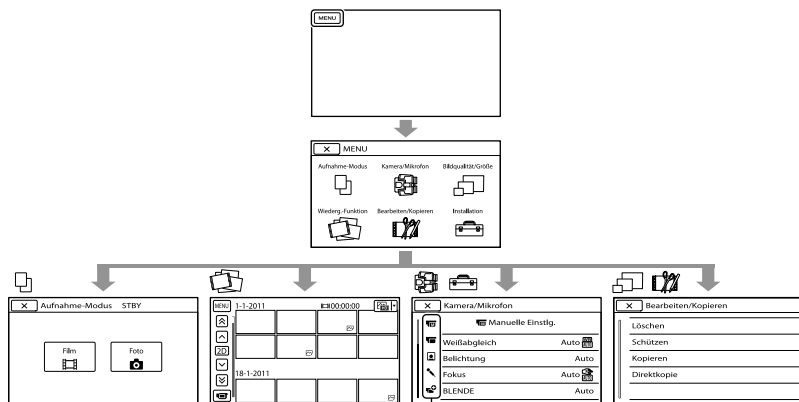 MENU
× MENU
Aufnahme-Modus Kamera/Mikrofon Bildqualität/Größe
Wiederg.-Funktion Bearbeiten/Kopieren Installation
× Aufnahme-Modus STBY
Film Foto
MENU 1-1-2011 00:00:00
2D
18-1-2011
× Kamera/Mikrofon
Manuelle Einstlg.
Weißabgleich Auto
Belichtung Auto
Fokus Auto
BLENDE Auto
× Bearbeiten/Kopieren
Löschen
Schützen
Kopieren
Direktkopie